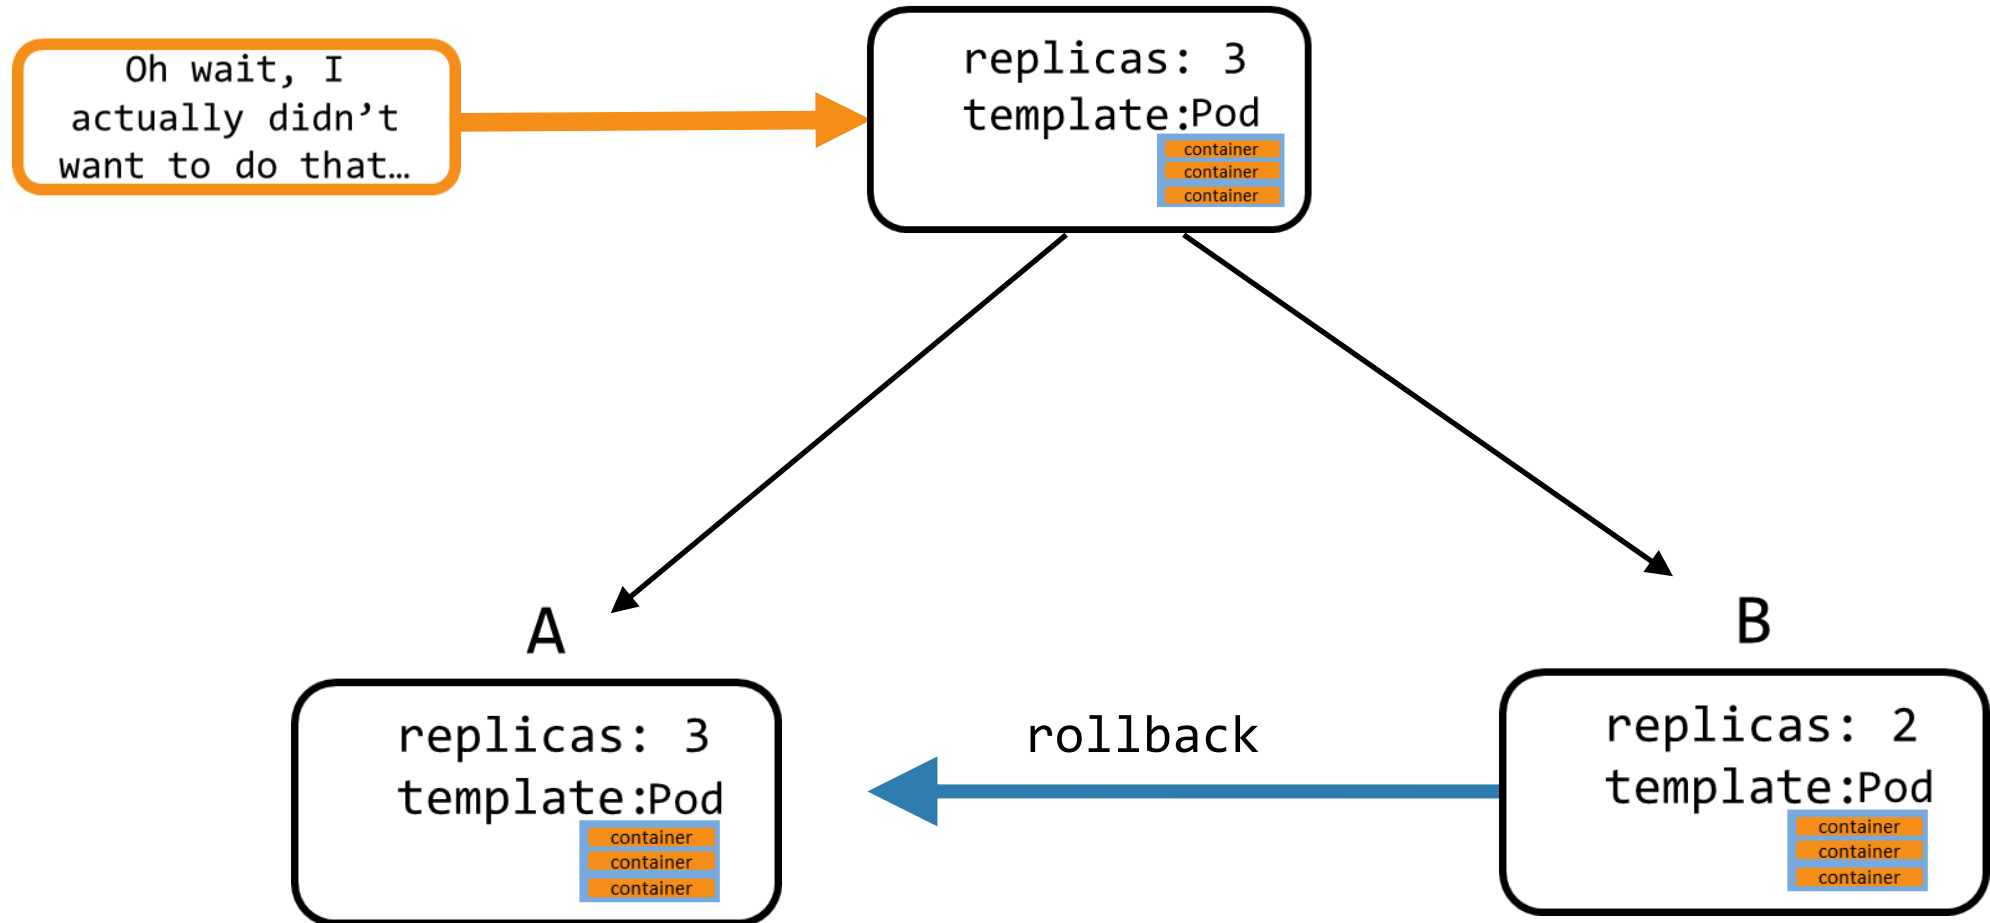 Oh wait, I
actually didn’t
want to do that…
replicas: 3
template:Pod
container
container
container
A
replicas: 3
template:Pod
container
container
container
rollback
B
replicas: 2
template:Pod
container
container
container